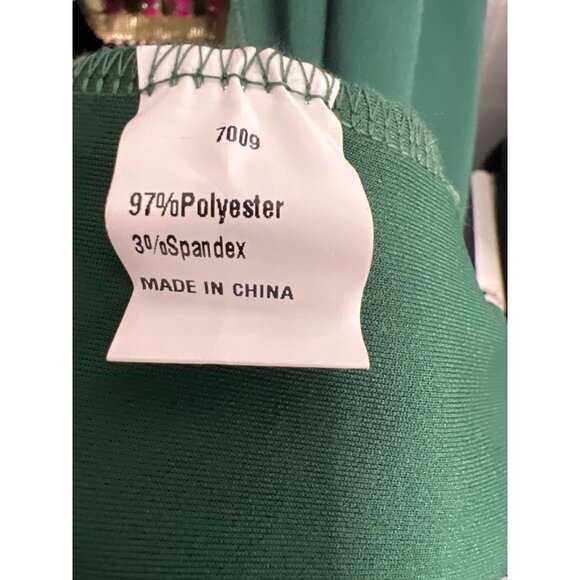 7009
97%Polyester
3%Spandex
MADE IN CHINA